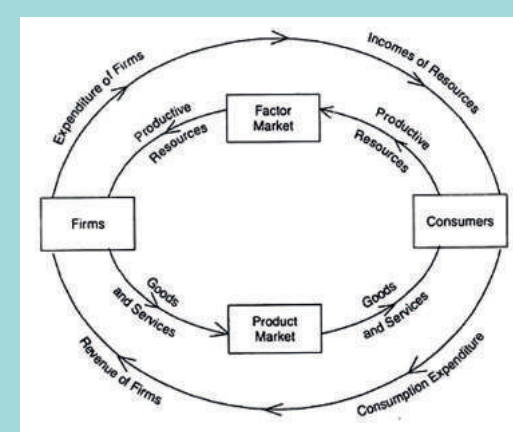 Expenditure of Firms
Incomes of Resources
Factor
Market
Productive
Resources
Productive
Resources
Firms
Consumers
Goods
and Services
Goods
and Services
Product
Market
Revenue of Firms
Consumption Expenditure